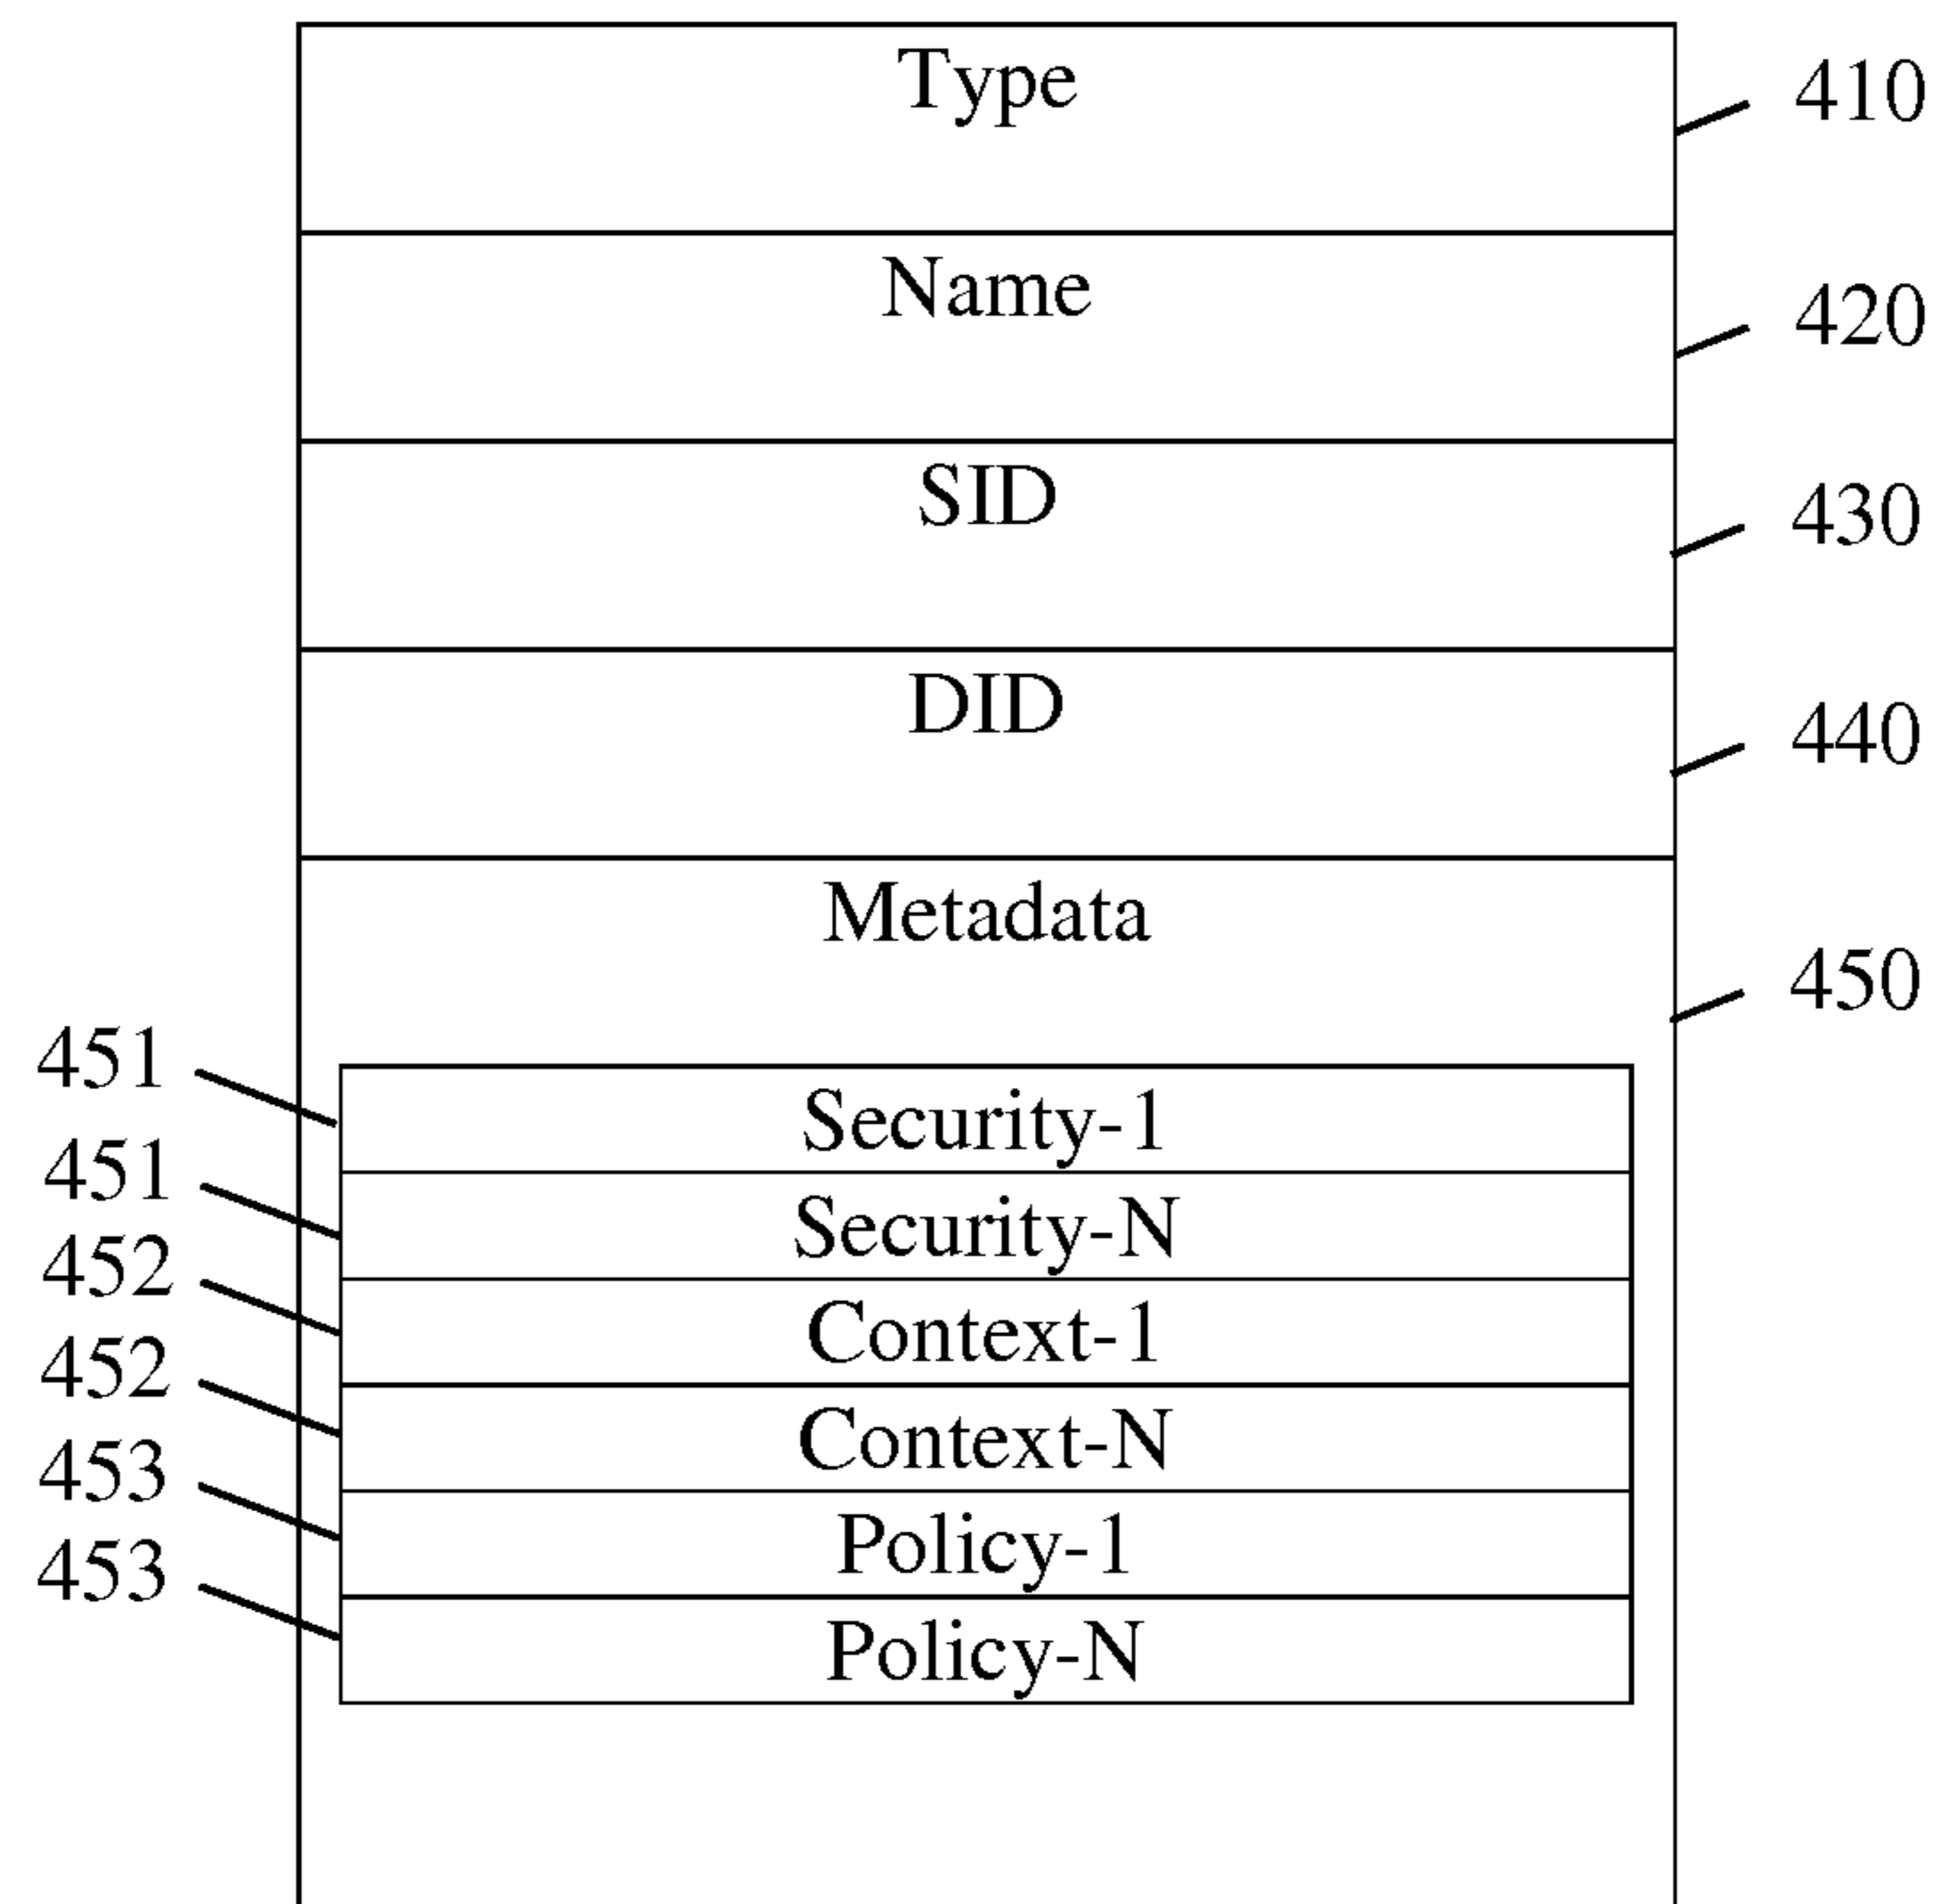 Type
410
Name
420
SID
430
DID
440
Metadata
450
451
Security-1
451
Security-N
452
Context-1
452
Context-N
453
Policy-1
453
Policy-N